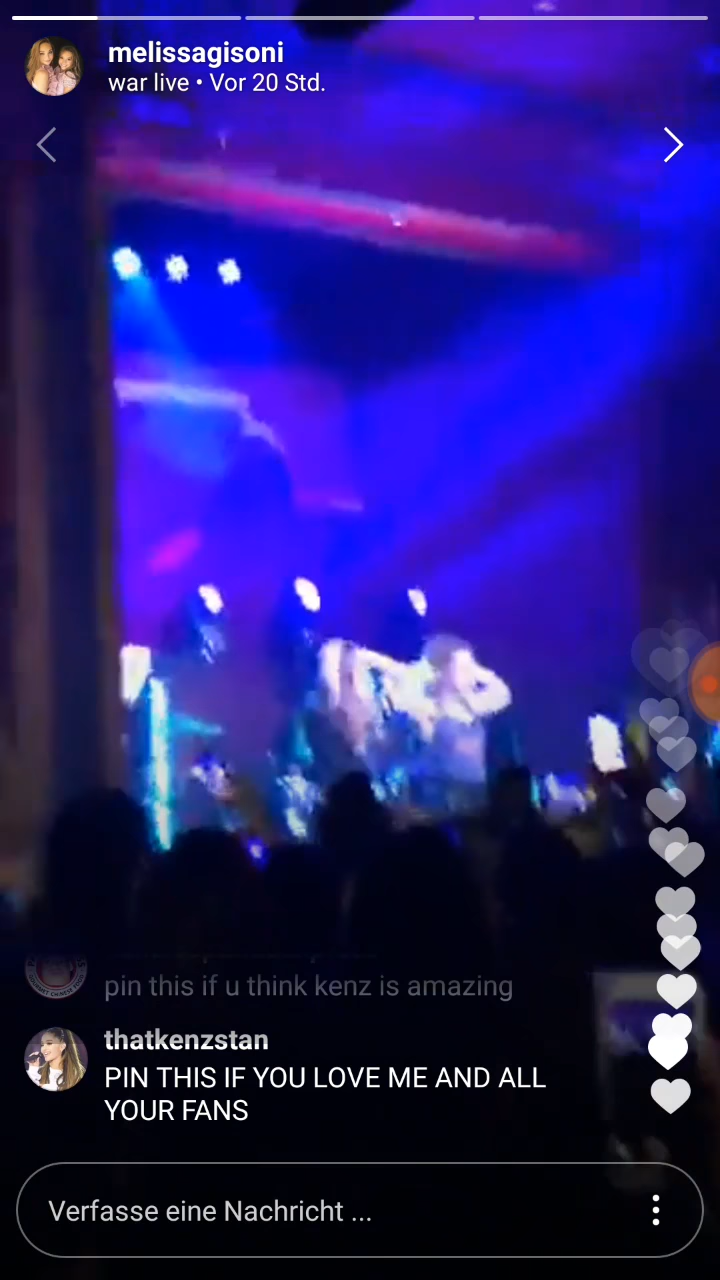 melissagisoni
war live • Vor 20 Std.
pin this if u think kenz is amazing
thatkenzstan
PIN THIS IF YOU LOVE ME AND ALL
YOUR FANS
Verfasse eine Nachricht ...